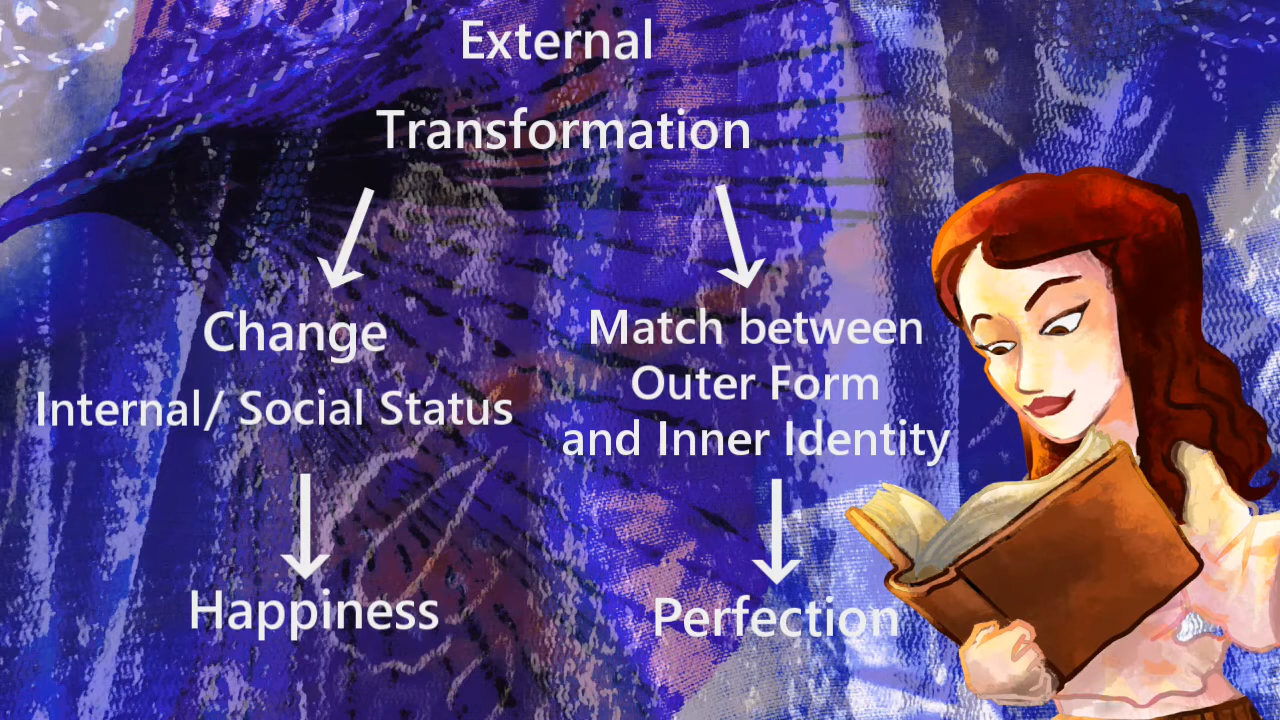 External
Transformation
Change
Internal/ Social Status
Happiness
Match between
Outer Form
and Inner Identity
Perfection